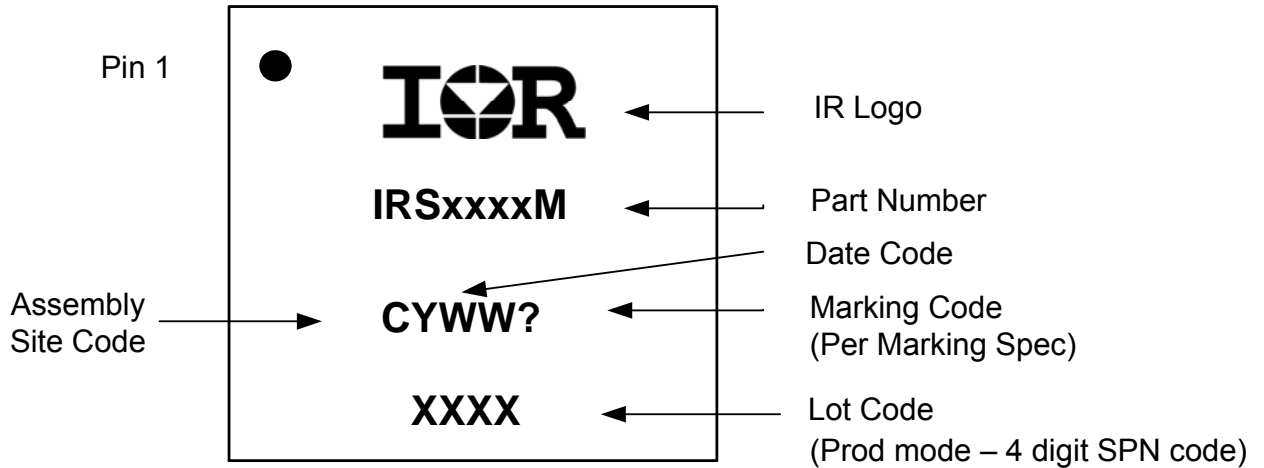 Pin 1
IOR
IR Logo
IRSxxxxM
Part Number
Date Code
Assembly
Site Code
CYWW?
Marking Code
(Per Marking Spec)
XXXX
Lot Code
(Prod mode – 4 digit SPN code)